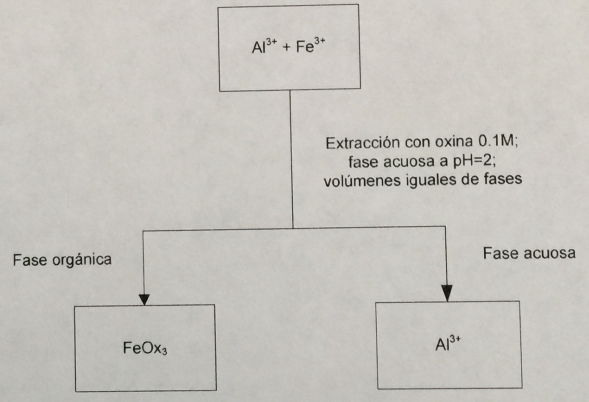 Al³⁺ + Fe³⁺
Extracción con oxina 0.1M;
fase acuosa a pH=2;
volúmenes iguales de fases
Fase orgánica
Fase acuosa
FeOx₃
Al³⁺